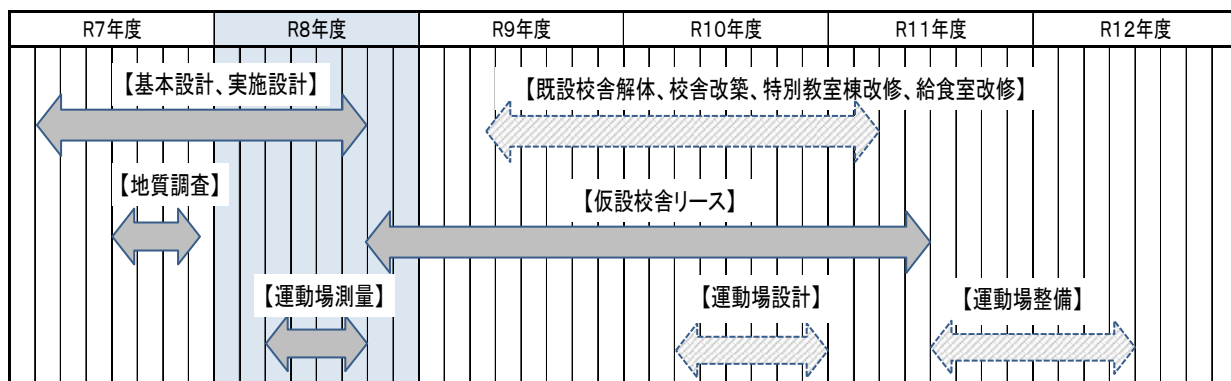 R7年度 R8年度 R9年度 R10年度 R11年度 R12年度
【基本設計、実施設計】 【既設校舎解体、校舎改築、特別教室棟改修、給食室改修】
【地質調査】 【仮設校舎リース】
【運動場測量】 【運動場設計】 【運動場整備】